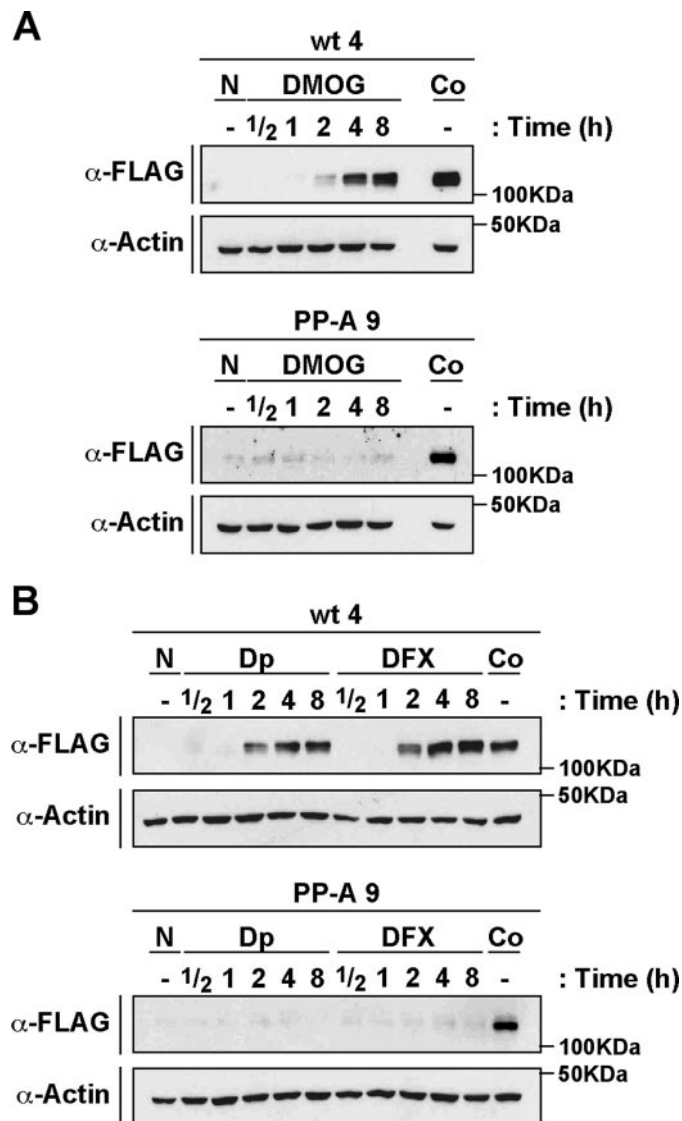 A
wt 4
N DMOG Co
- 1/2 1 2 4 8 - : Time (h)
α-FLAG
100KDa
50KDa
α-Actin
PP-A 9
N DMOG Co
- 1/2 1 2 4 8 - : Time (h)
α-FLAG
100KDa
50KDa
α-Actin
B
wt 4
N Dp DFX Co
- 1/2 1 2 4 8 1/2 1 2 4 8 - : Time (h)
α-FLAG
100KDa
50KDa
α-Actin
PP-A 9
N Dp DFX Co
- 1/2 1 2 4 8 1/2 1 2 4 8 - : Time (h)
α-FLAG
100KDa
50KDa
α-Actin